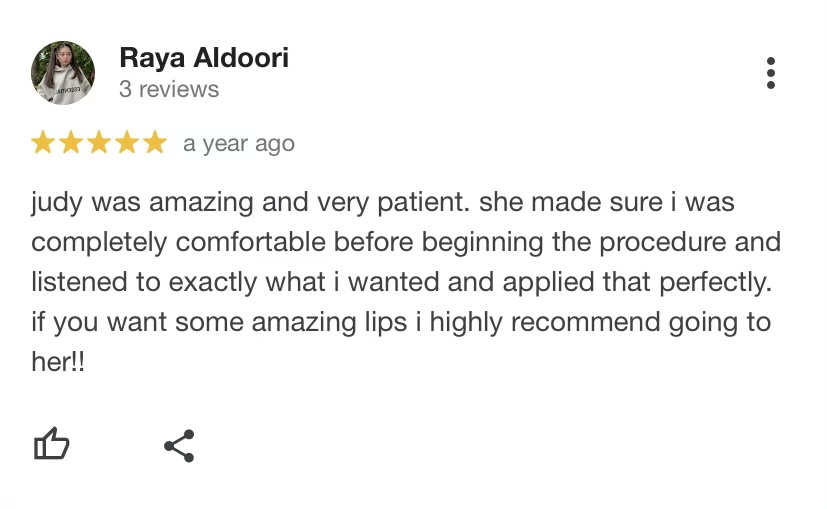 Raya Aldoori
3 reviews
a year ago
judy was amazing and very patient. she made sure i was
completely comfortable before beginning the procedure and
listened to exactly what i wanted and applied that perfectly.
if you want some amazing lips i highly recommend going to
her!!